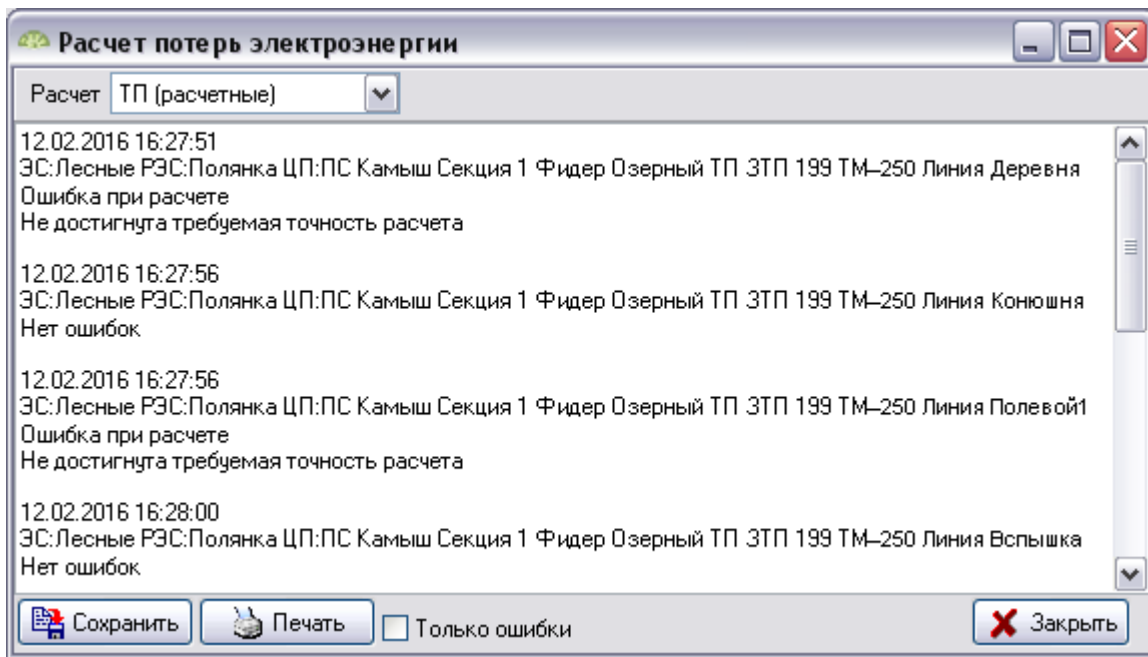 Расчет потерь электроэнергии
Расчет ТП (расчетные)
12.02.2016 16:27:51
ЭС:Лесные РЭС:Полянка ЦП:ПС Камыш Секция 1 Фидер Озерный ТП ЗТП 199 ТМ–250 Линия Деревня
Ошибка при расчете
Не достигнута требуемая точность расчета
12.02.2016 16:27:56
ЭС:Лесные РЭС:Полянка ЦП:ПС Камыш Секция 1 Фидер Озерный ТП ЗТП 199 ТМ–250 Линия Конюшня
Нет ошибок
12.02.2016 16:27:56
ЭС:Лесные РЭС:Полянка ЦП:ПС Камыш Секция 1 Фидер Озерный ТП ЗТП 199 ТМ–250 Линия Полевой1
Ошибка при расчете
Не достигнута требуемая точность расчета
12.02.2016 16:28:00
ЭС:Лесные РЭС:Полянка ЦП:ПС Камыш Секция 1 Фидер Озерный ТП ЗТП 199 ТМ–250 Линия Вспышка
Нет ошибок
Сохранить Печать Только ошибки Закрыть